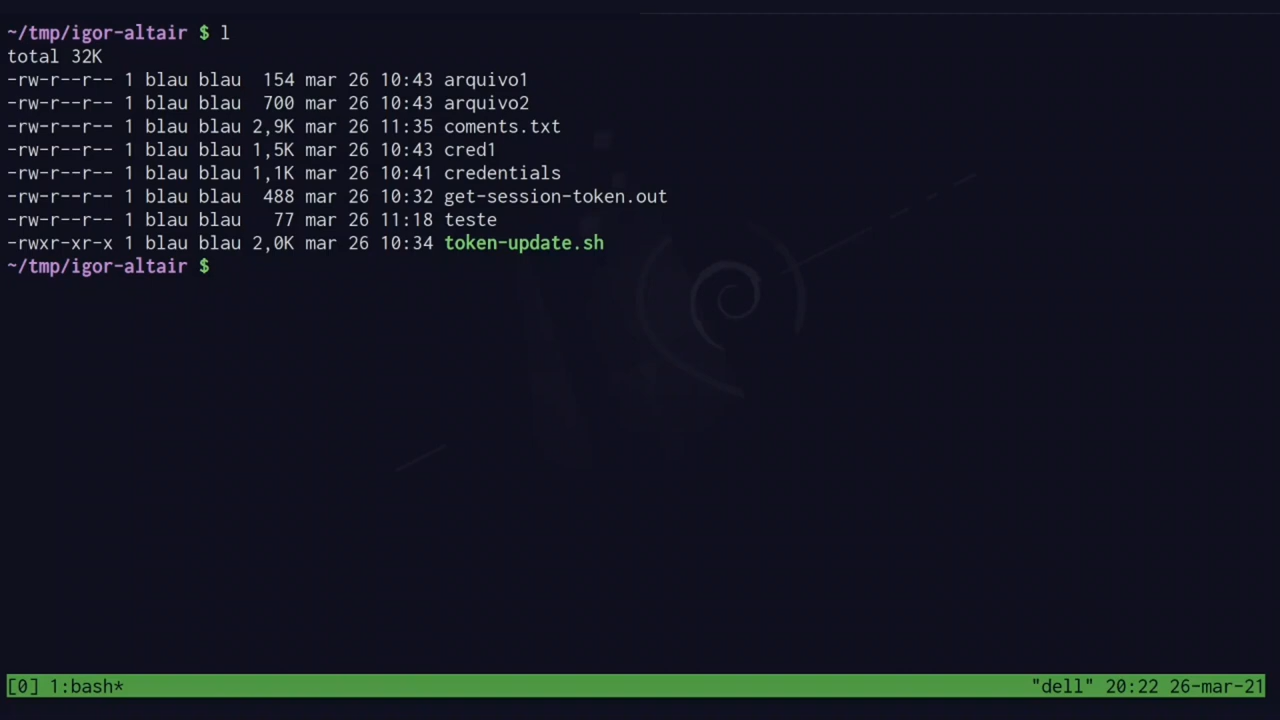 ~/tmp/igor-altair $ l
total 32K
-rw-r--r-- 1 blau blau  154 mar 26 10:43 arquivo1
-rw-r--r-- 1 blau blau  700 mar 26 10:43 arquivo2
-rw-r--r-- 1 blau blau 2,9K mar 26 11:35 coments.txt
-rw-r--r-- 1 blau blau 1,5K mar 26 10:43 cred1
-rw-r--r-- 1 blau blau 1,1K mar 26 10:41 credentials
-rw-r--r-- 1 blau blau  488 mar 26 10:32 get-session-token.out
-rw-r--r-- 1 blau blau   77 mar 26 11:18 teste
-rwxr-xr-x 1 blau blau 2,0K mar 26 10:34 token-update.sh
~/tmp/igor-altair $
[0] 1:bash* "dell" 20:22 26-mar-21